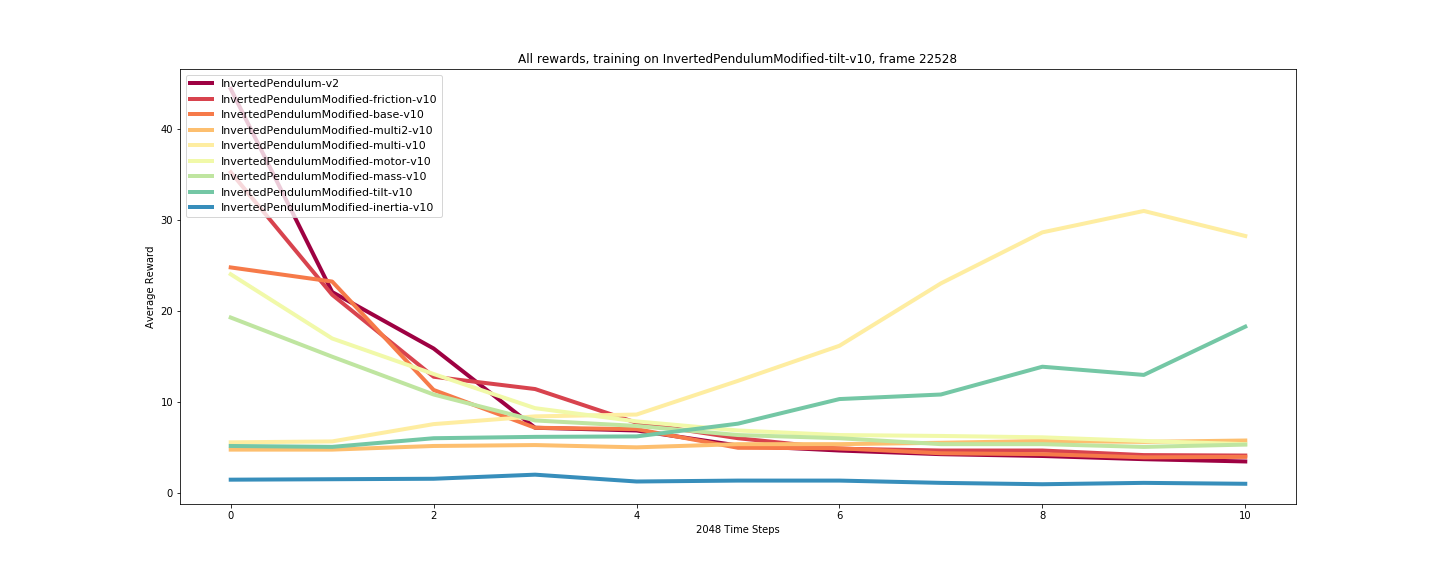 All rewards, training on InvertedPendulumModified-tilt-v10, frame 22528
InvertedPendulum-v2
InvertedPendulumModified-friction-v10
InvertedPendulumModified-base-v10
InvertedPendulumModified-multi2-v10
InvertedPendulumModified-multi-v10
InvertedPendulumModified-motor-v10
InvertedPendulumModified-mass-v10
InvertedPendulumModified-tilt-v10
InvertedPendulumModified-inertia-v10
Average Reward
40
30
20
10
0
0 2 4 6 8 10
2048 Time Steps